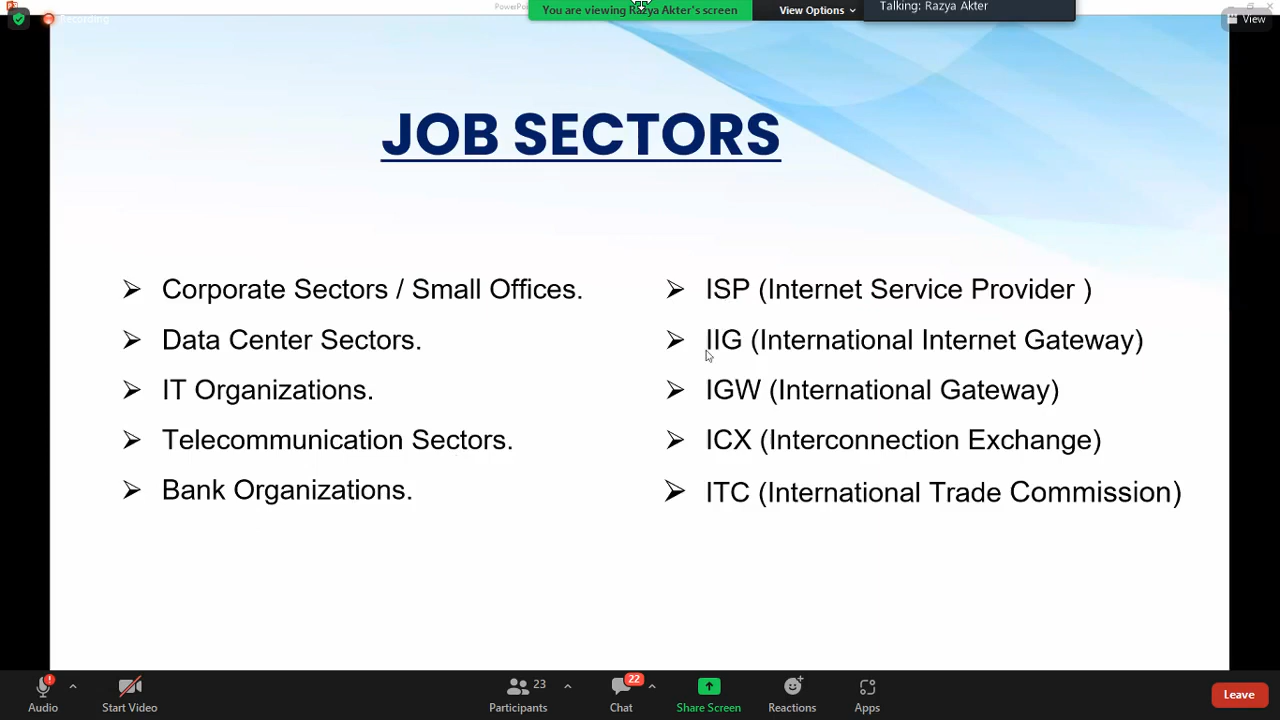 You are viewing Razya Akter's screen
View Options
Talking: Razya Akter
Recording
View
JOB SECTORS
Corporate Sectors / Small Offices.
Data Center Sectors.
IT Organizations.
Telecommunication Sectors.
Bank Organizations.
ISP (Internet Service Provider )
IIG (International Internet Gateway)
IGW (International Gateway)
ICX (Interconnection Exchange)
ITC (International Trade Commission)
Audio
Start Video
23
Participants
22
Chat
Share Screen
Reactions
Apps
Leave